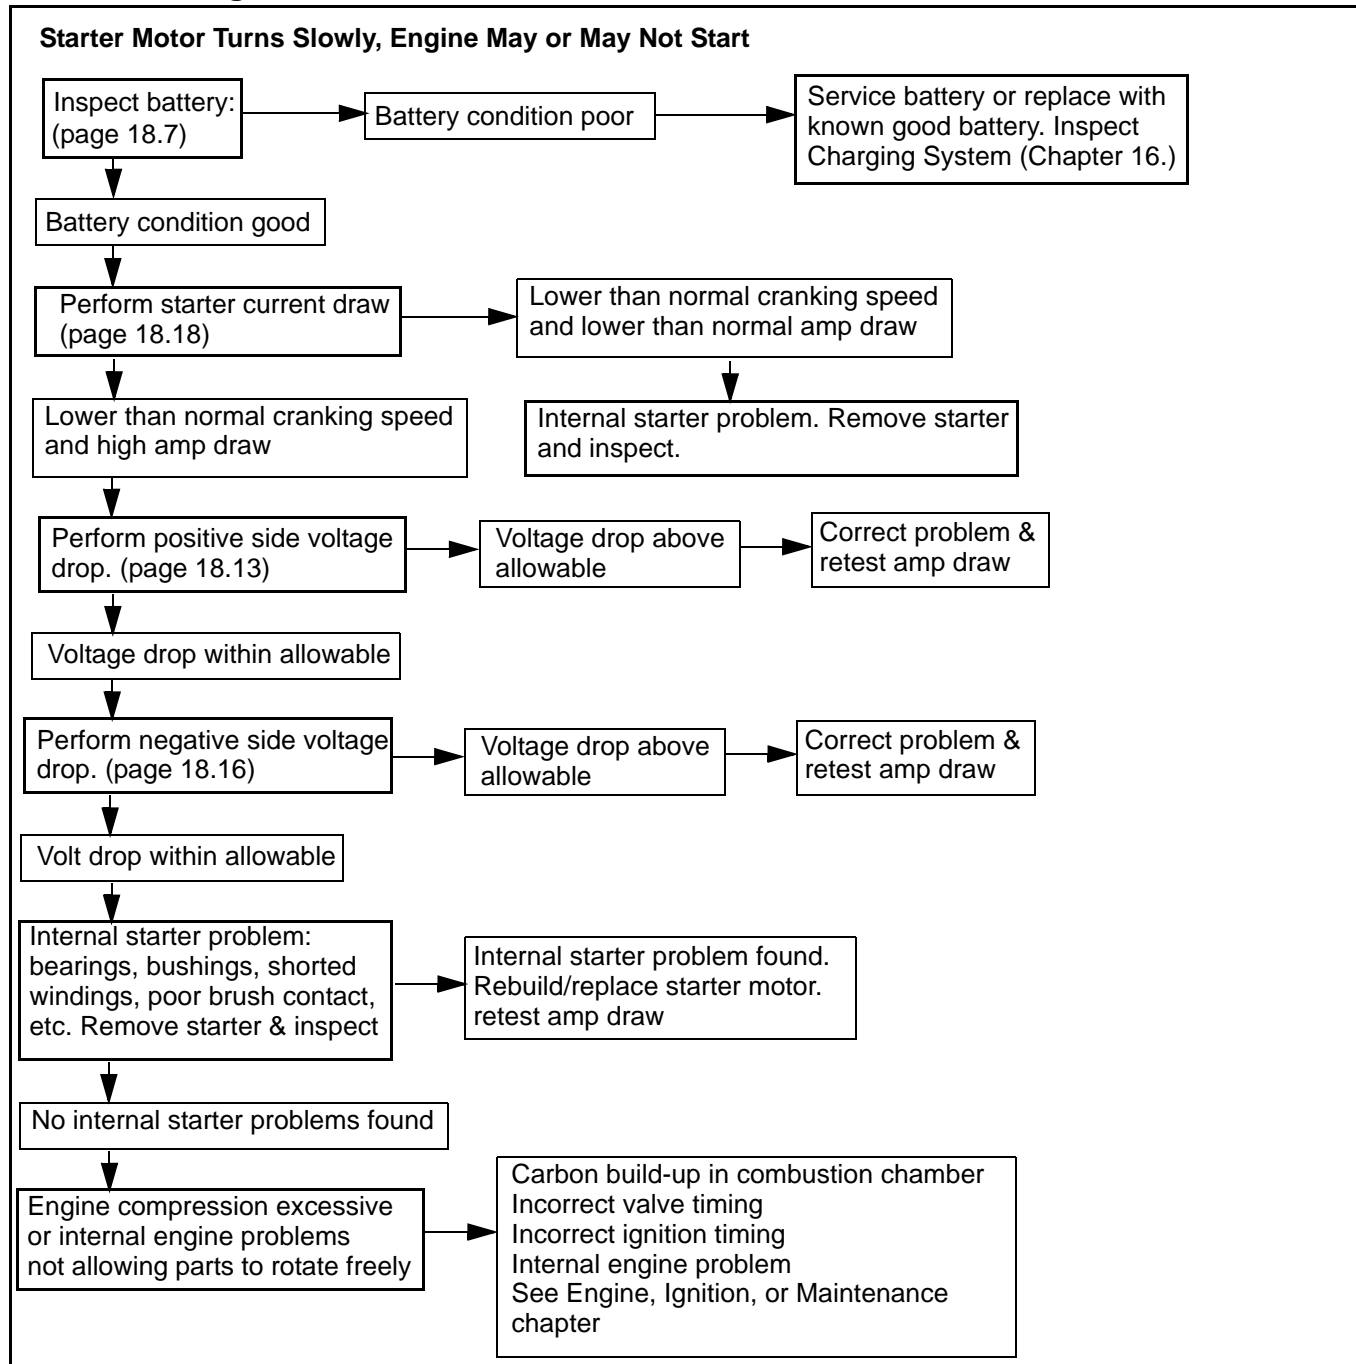 Starter Motor Turns Slowly, Engine May or May Not Start
Inspect battery:
(page 18.7)
Battery condition poor
Service battery or replace with
known good battery. Inspect
Charging System (Chapter 16.)
Battery condition good
Perform starter current draw
(page 18.18)
Lower than normal cranking speed
and lower than normal amp draw
Internal starter problem. Remove starter
and inspect.
Lower than normal cranking speed
and high amp draw
Perform positive side voltage
drop. (page 18.13)
Voltage drop above
allowable
Correct problem &
retest amp draw
Voltage drop within allowable
Perform negative side voltage
drop. (page 18.16)
Voltage drop above
allowable
Correct problem &
retest amp draw
Volt drop within allowable
Internal starter problem:
bearings, bushings, shorted
windings, poor brush contact,
etc. Remove starter & inspect
Internal starter problem found.
Rebuild/replace starter motor.
retest amp draw
No internal starter problems found
Engine compression excessive
or internal engine problems
not allowing parts to rotate freely
Carbon build-up in combustion chamber
Incorrect valve timing
Incorrect ignition timing
Internal engine problem
See Engine, Ignition, or Maintenance
chapter